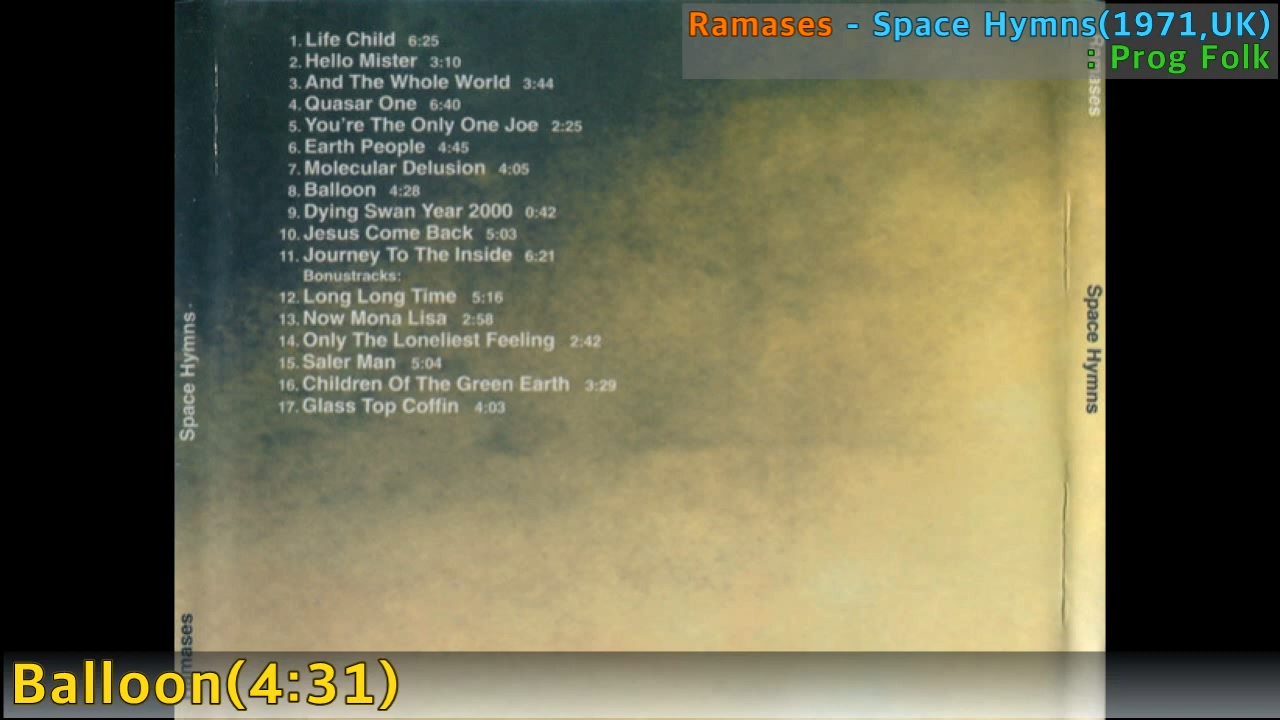 Ramases - Space Hymns(1971,UK)
: Prog Folk
1. Life Child 6:25
2. Hello Mister 3:10
3. And The Whole World 3:44
4. Quasar One 6:40
5. You're The Only One Joe 2:25
6. Earth People 4:45
7. Molecular Delusion 4:05
8. Balloon 4:28
9. Dying Swan Year 2000 0:42
10. Jesus Come Back 5:03
11. Journey To The Inside 6:21
Bonustracks:
12. Long Long Time 5:16
13. Now Mona Lisa 2:58
14. Only The Loneliest Feeling 2:42
15. Saler Man 5:04
16. Children Of The Green Earth 3:29
17. Glass Top Coffin 4:03
Space Hymns
Ramases
Ramases
Space Hymns
Balloon(4:31)